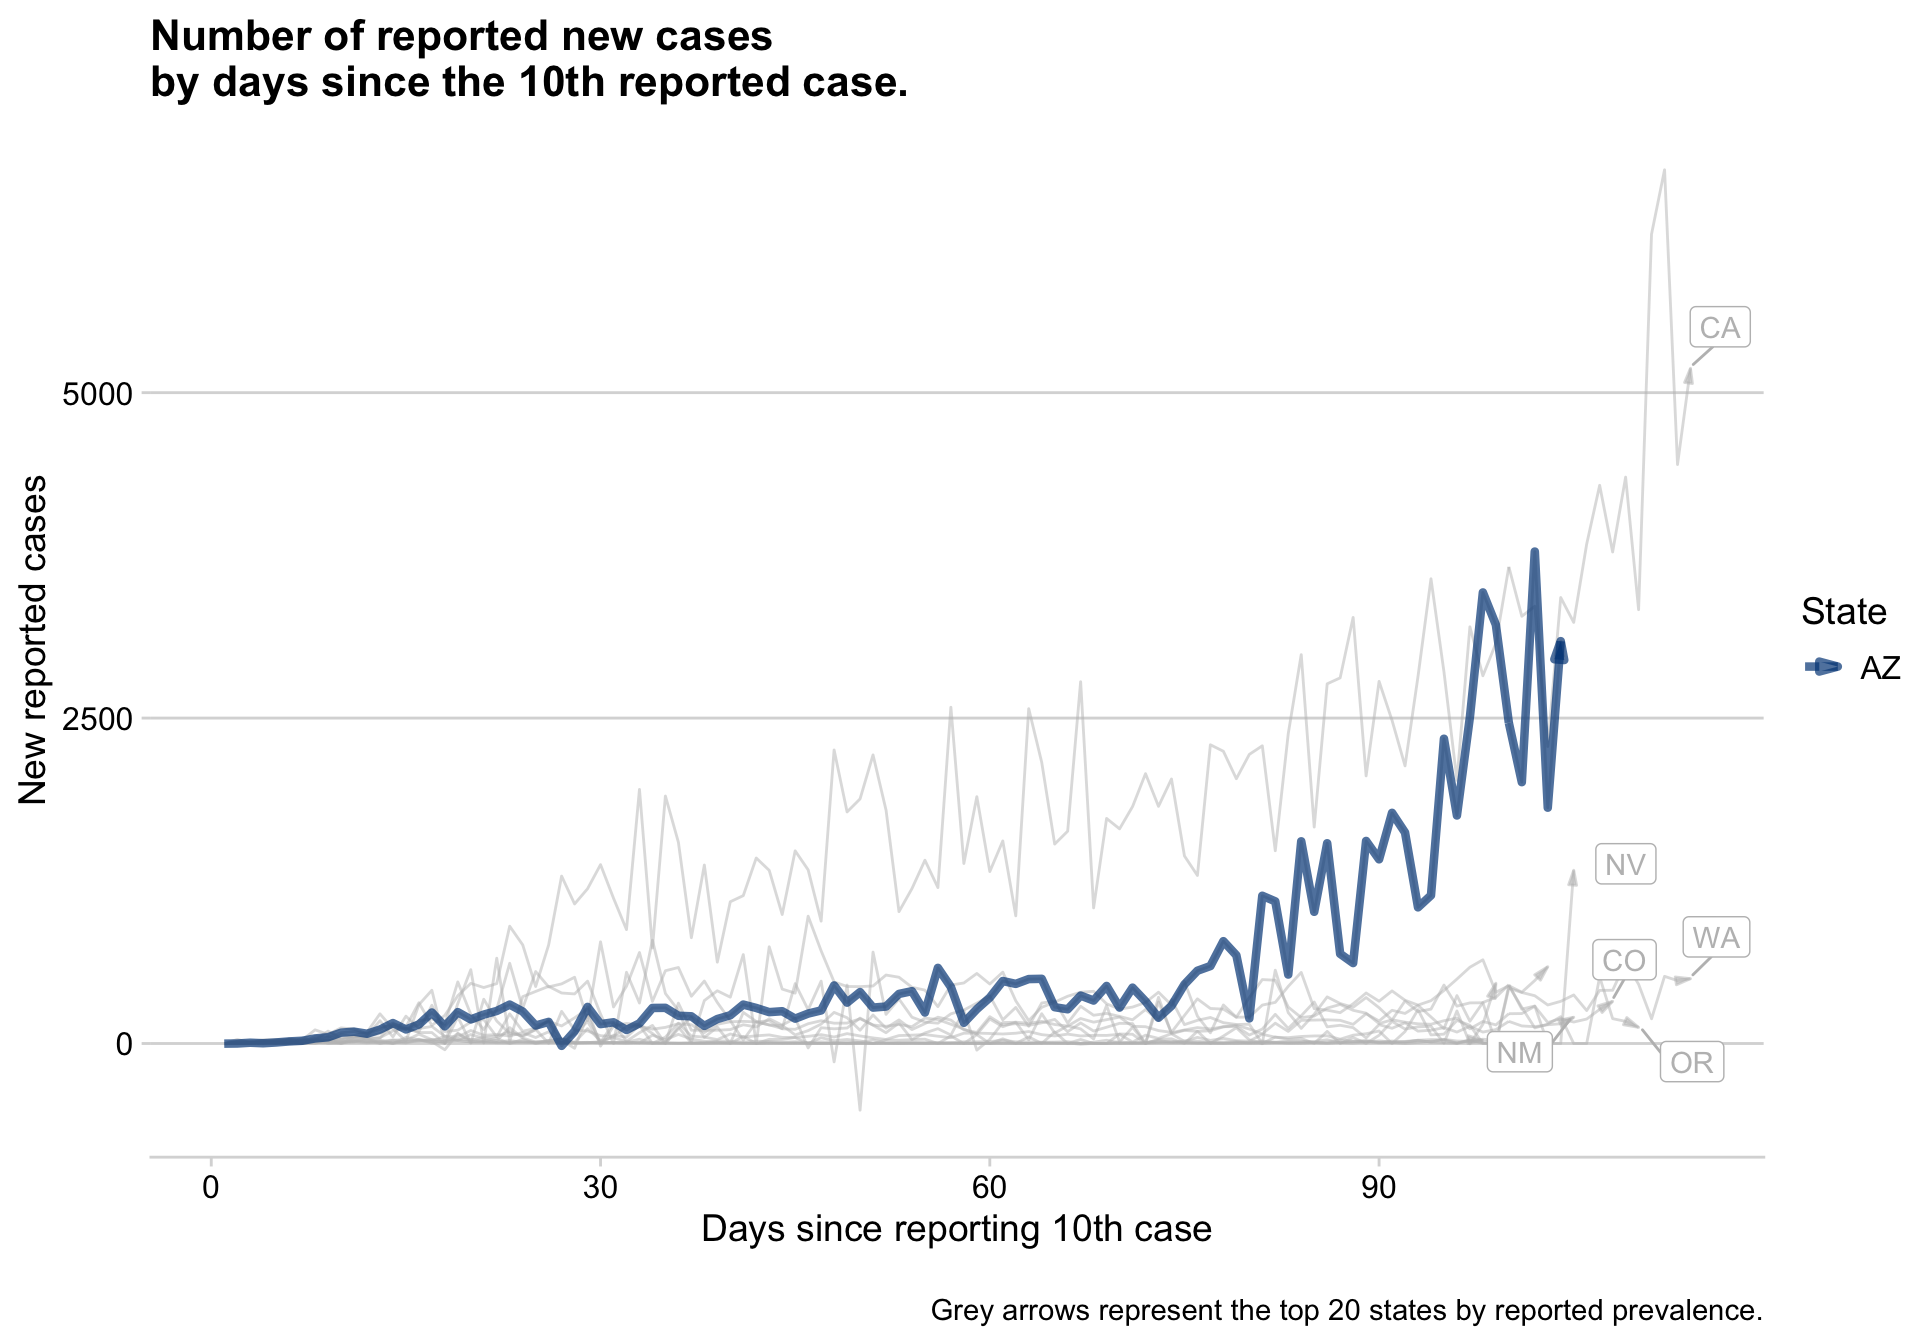 Number of reported new cases
by days since the 10th reported case.
CA
5000
New reported cases
State
AZ
2500
NV
WA
CO
0
NM
OR
0 30 60 90
Days since reporting 10th case
Grey arrows represent the top 20 states by reported prevalence.